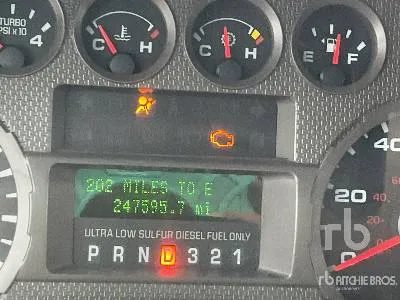 TURBO
PSI x 10
4
C H
C H
E F
40
20
0
202 MILES TO E
247595.7 mi
ULTRA LOW SULFUR DIESEL FUEL ONLY
P R N D 3 2 1
rb
rb
RITCHIE BROS.